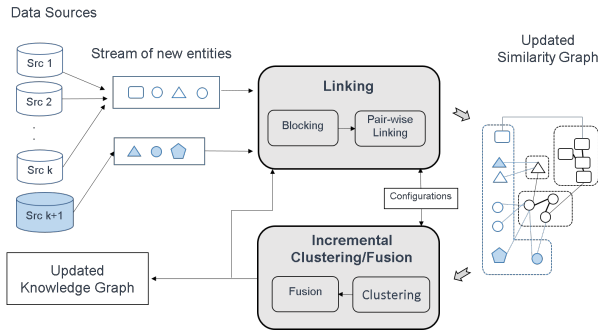 Data Sources
Stream of new entities
Src 1
Src 2
.
.
Src k
Src k+1
Linking
Blocking
Pair-wise
Linking
Updated
Similarity Graph
Configurations
Incremental
Clustering/Fusion
Fusion
Clustering
Updated
Knowledge Graph